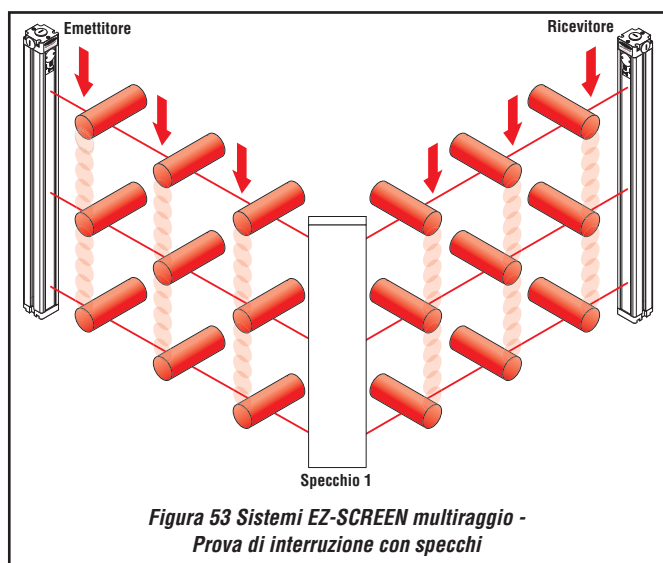 Emettitore
Ricevitore
Specchio 1
Figura 53 Sistemi EZ-SCREEN multiraggio -
Prova di interruzione con specchi